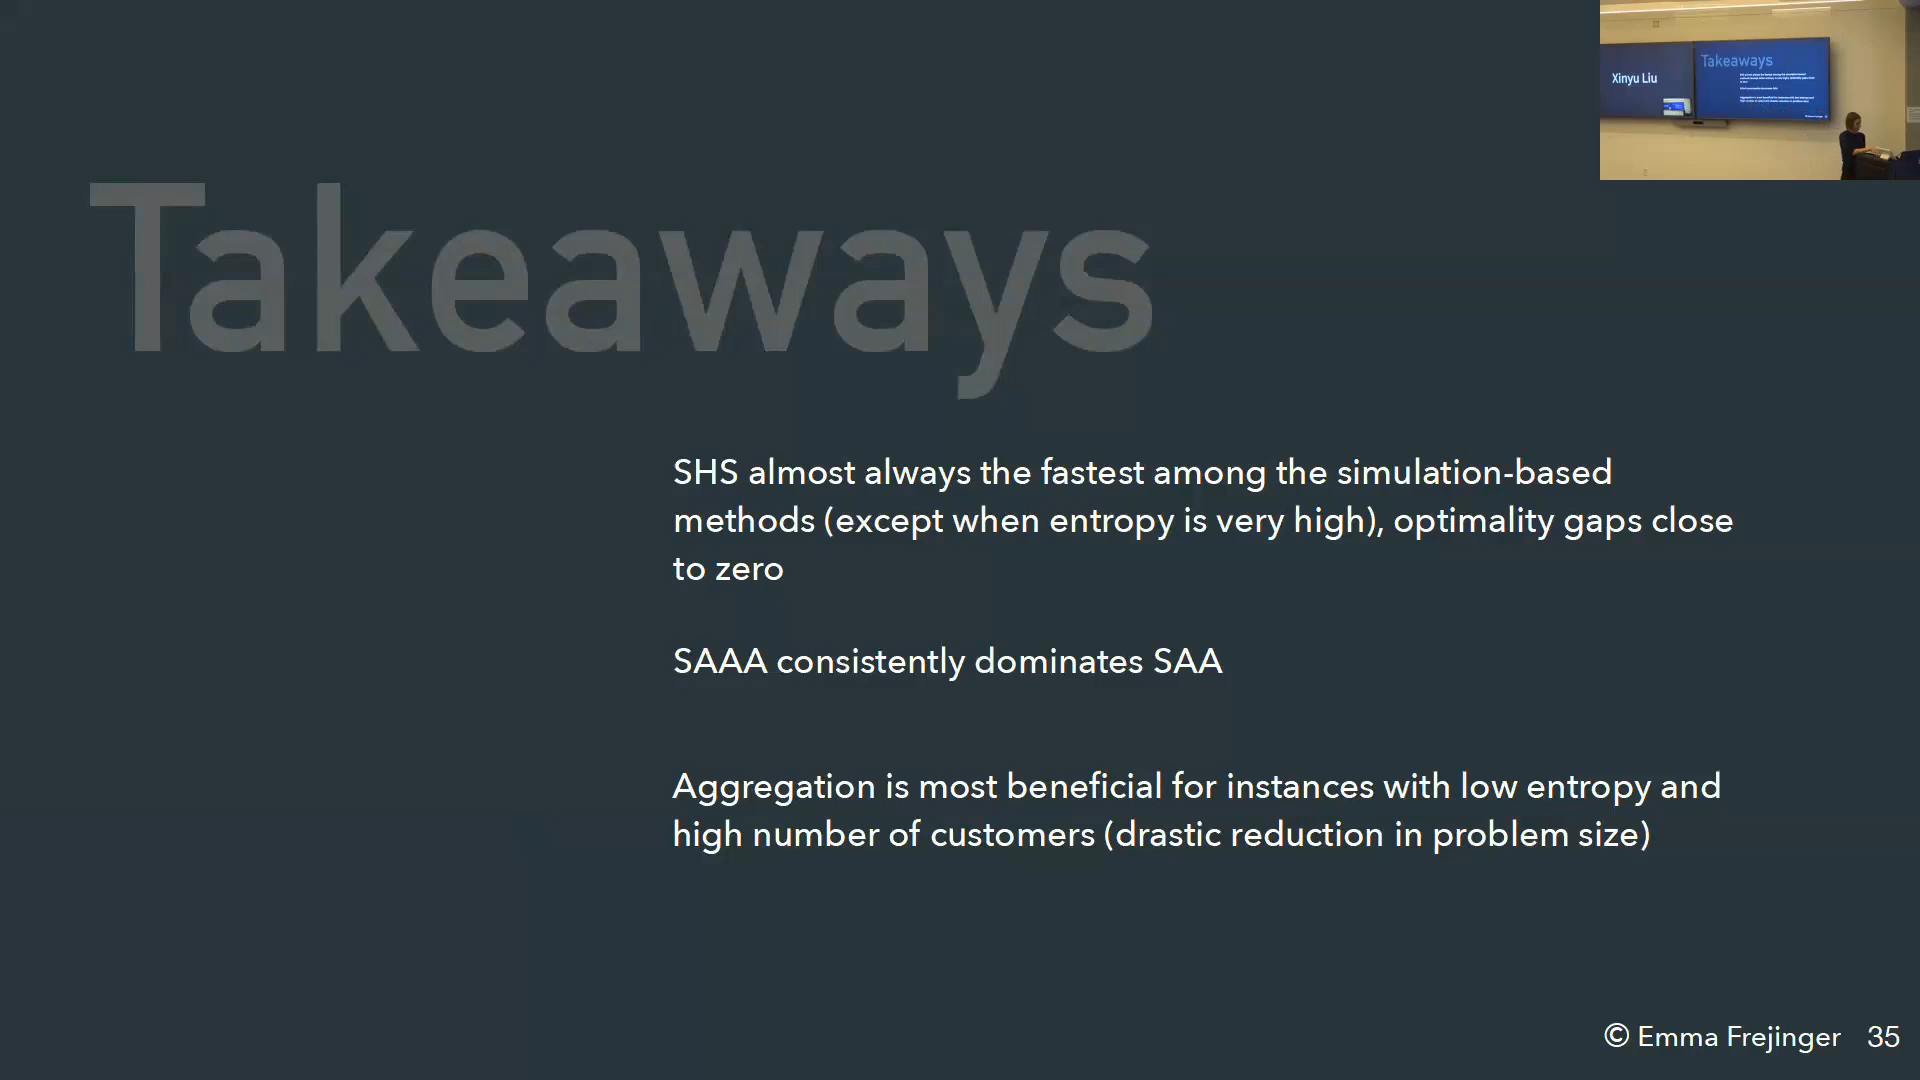 Xinyu Liu
Takeaways
Takeaways
SHS almost always the fastest among the simulation-based
methods (except when entropy is very high), optimality gaps close
to zero
SAAA consistently dominates SAA
Aggregation is most beneficial for instances with low entropy and
high number of customers (drastic reduction in problem size)
© Emma Frejinger 35